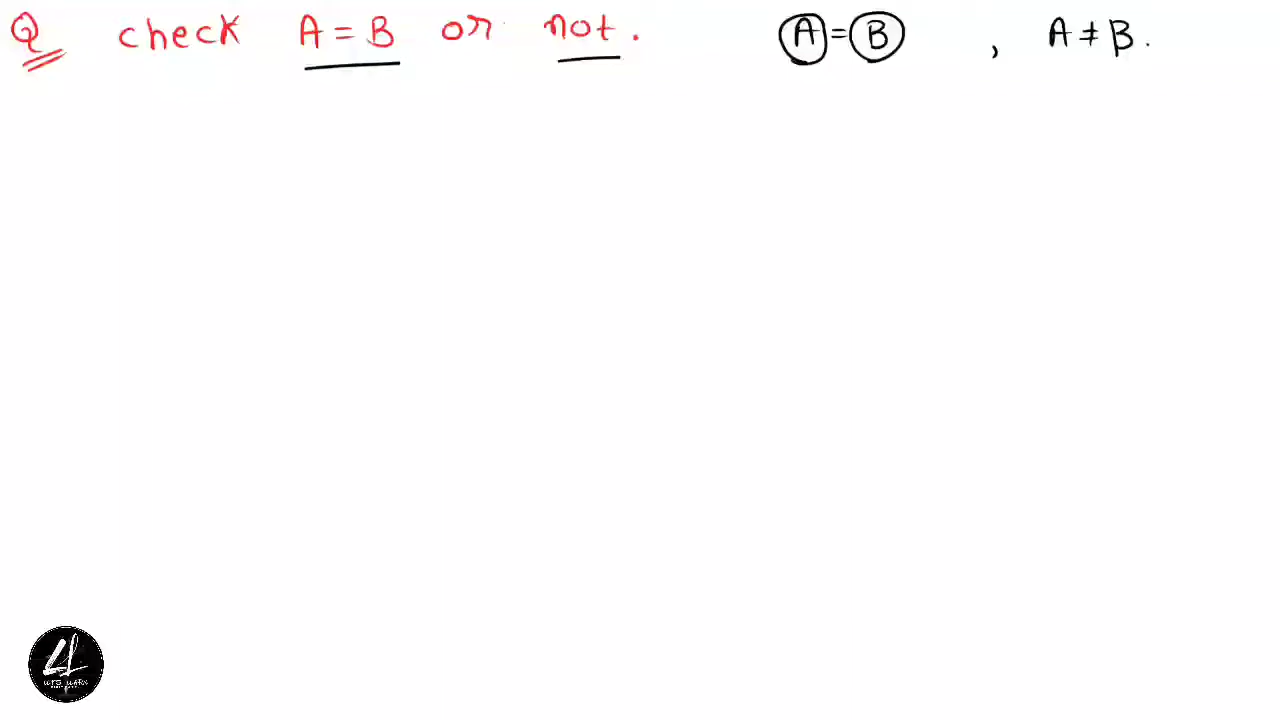 Q check A = B or not. A = B , A ≠ B.